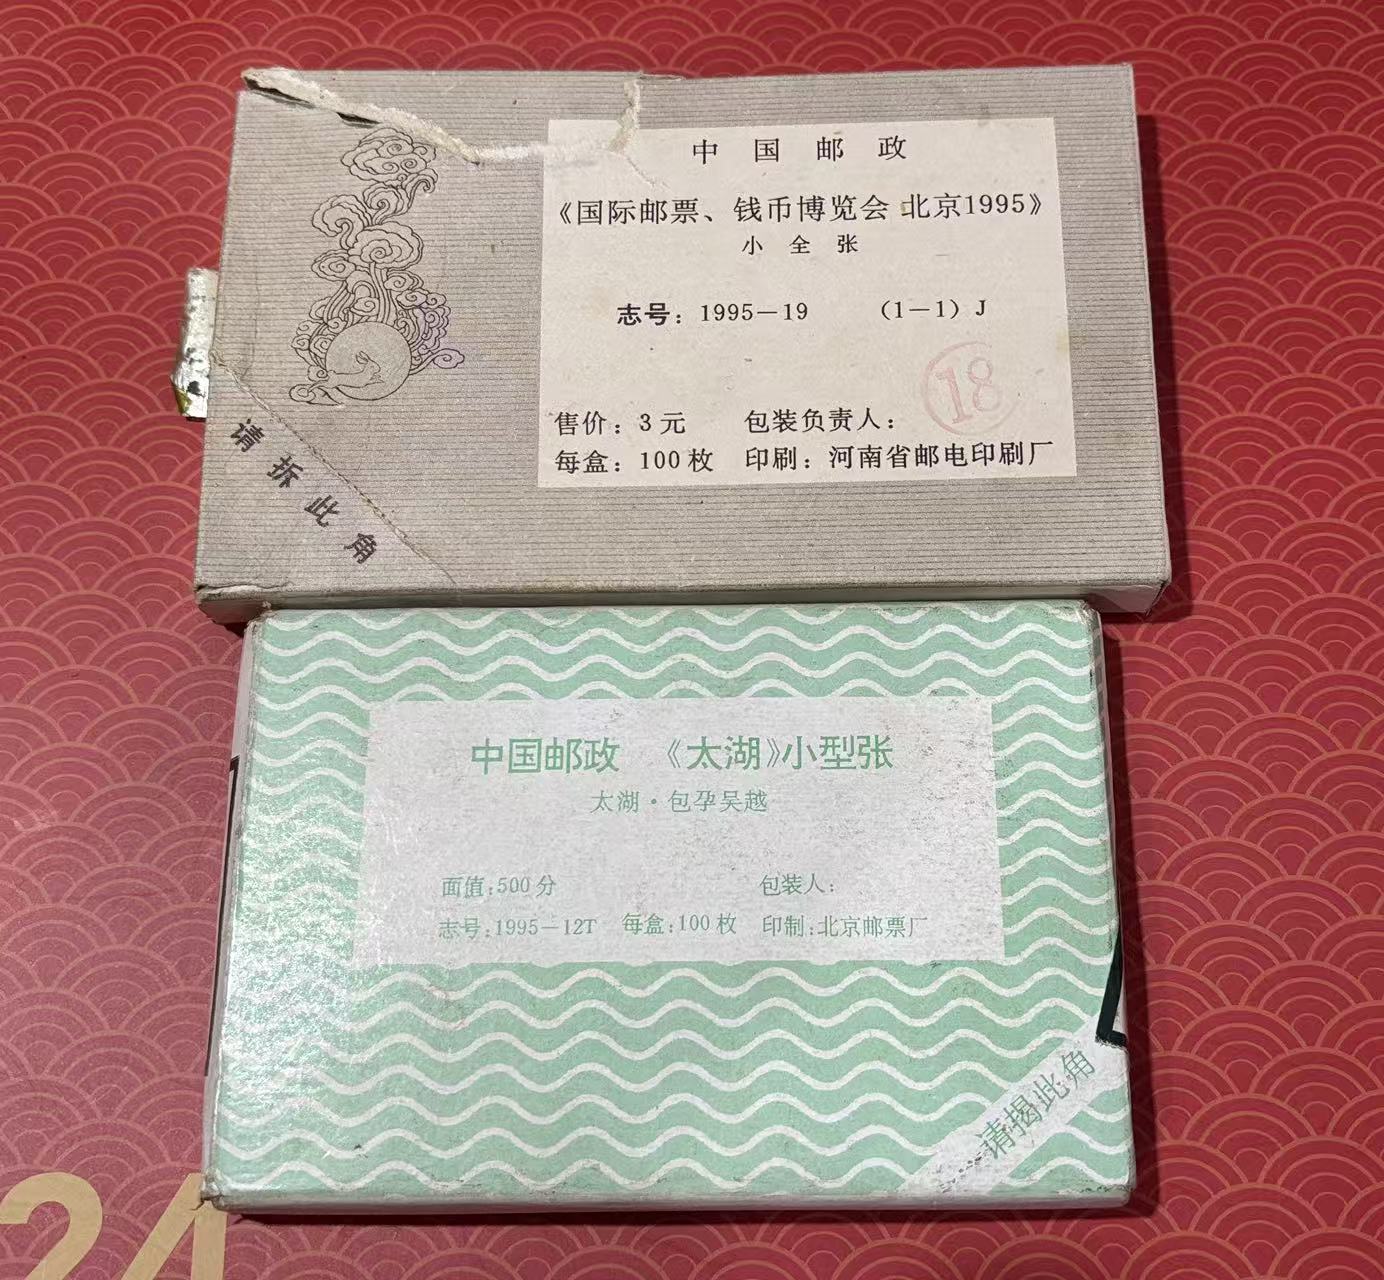 中国邮政
《国际邮票、钱币博览会 北京1995》
小全张
志号：1995－19 （1－1）J
18
售价：3元 包装负责人：
每盒：100枚 印刷：河南省邮电印刷厂
请拆此角
中国邮政 《太湖》小型张
太湖·包孕吴越
面值:500分 包装人:
志号:1995－12T 每盒:100枚 印制:北京邮票厂
请揭此角
24